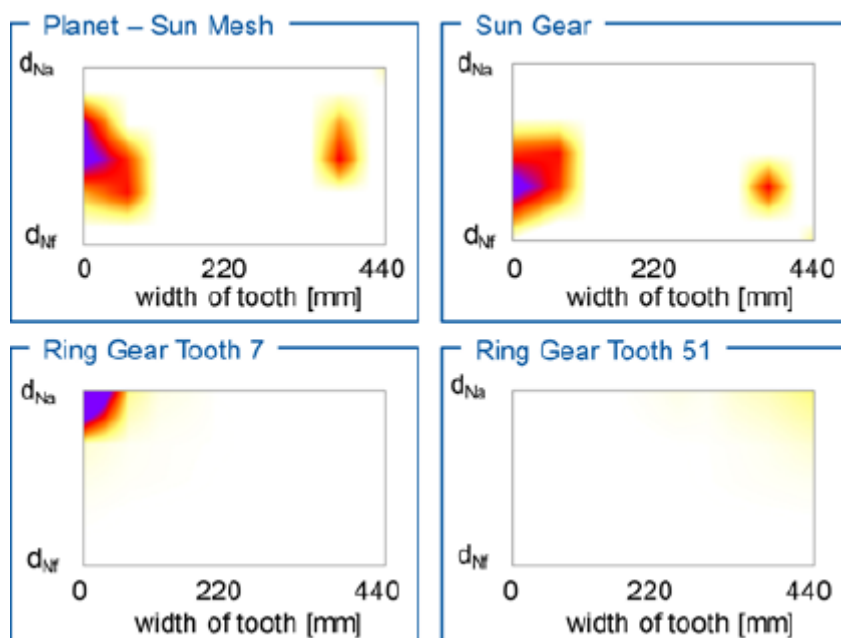 Planet – Sun Mesh
d_Na
d_Nf
0 220 440
width of tooth [mm]
Sun Gear
d_Na
d_Nf
0 220 440
width of tooth [mm]
Ring Gear Tooth 7
d_Na
d_Nf
0 220 440
width of tooth [mm]
Ring Gear Tooth 51
d_Na
d_Nf
0 220 440
width of tooth [mm]